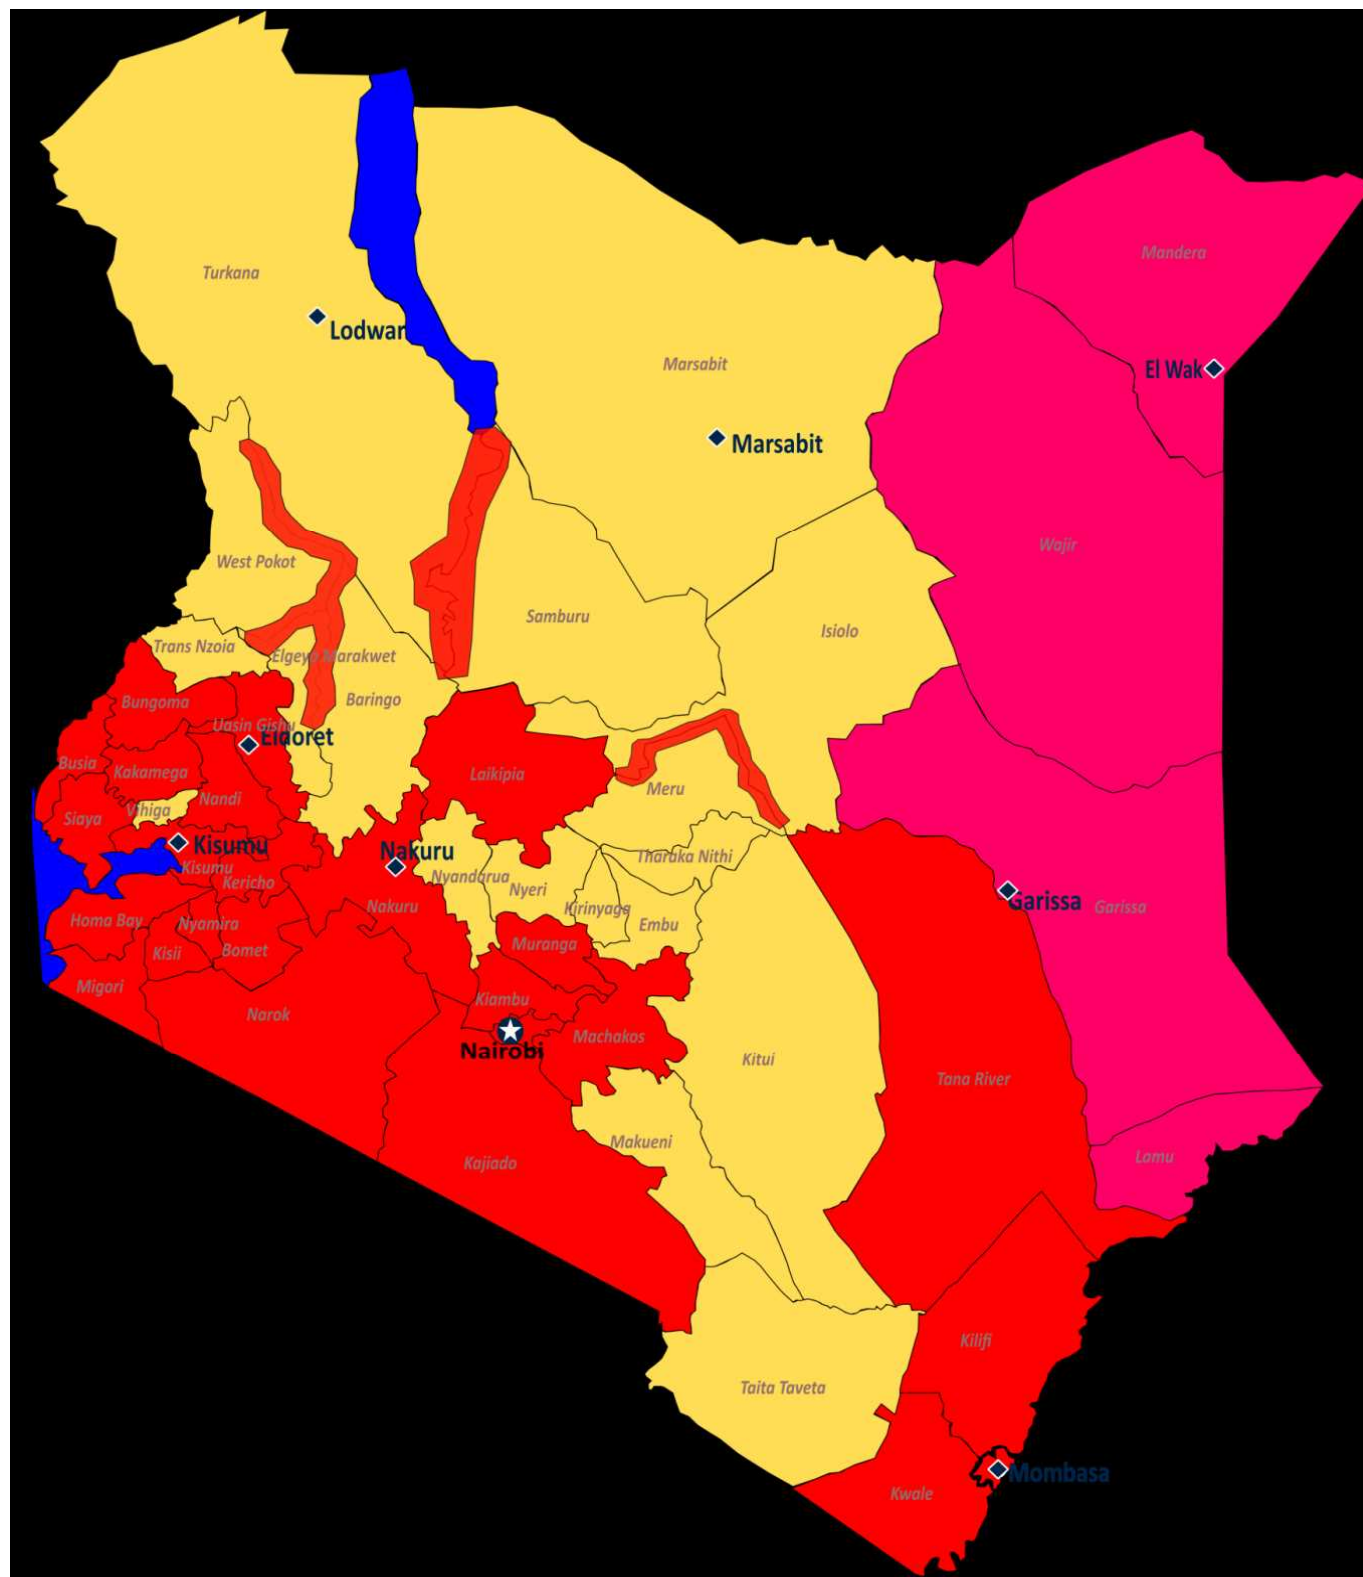 Mandera
Turkana
Lodwar
Marsabit
El Wak
Marsabit
Wajir
West Pokot
Samburu
Isiolo
Trans Nzoia
Elgeyo Marakwet
Baringo
Bungoma
Uasin Gishu
Eldoret
Busia
Kakamega
Laikipia
Nandi
Meru
Vihiga
Siaya
Kisumu
Nakuru
Tharaka Nithi
Kisumu
Kericho
Nyandarua
Nyeri
Garissa
Garissa
Nakuru
Kirinyaga
Homa Bay
Nyamira
Embu
Kisii
Bomet
Muranga
Migori
Kiambu
Narok
Machakos
Nairobi
Kitui
Tana River
Makueni
Lamu
Kajiado
Kilifi
Taita Taveta
Mombasa
Kwale